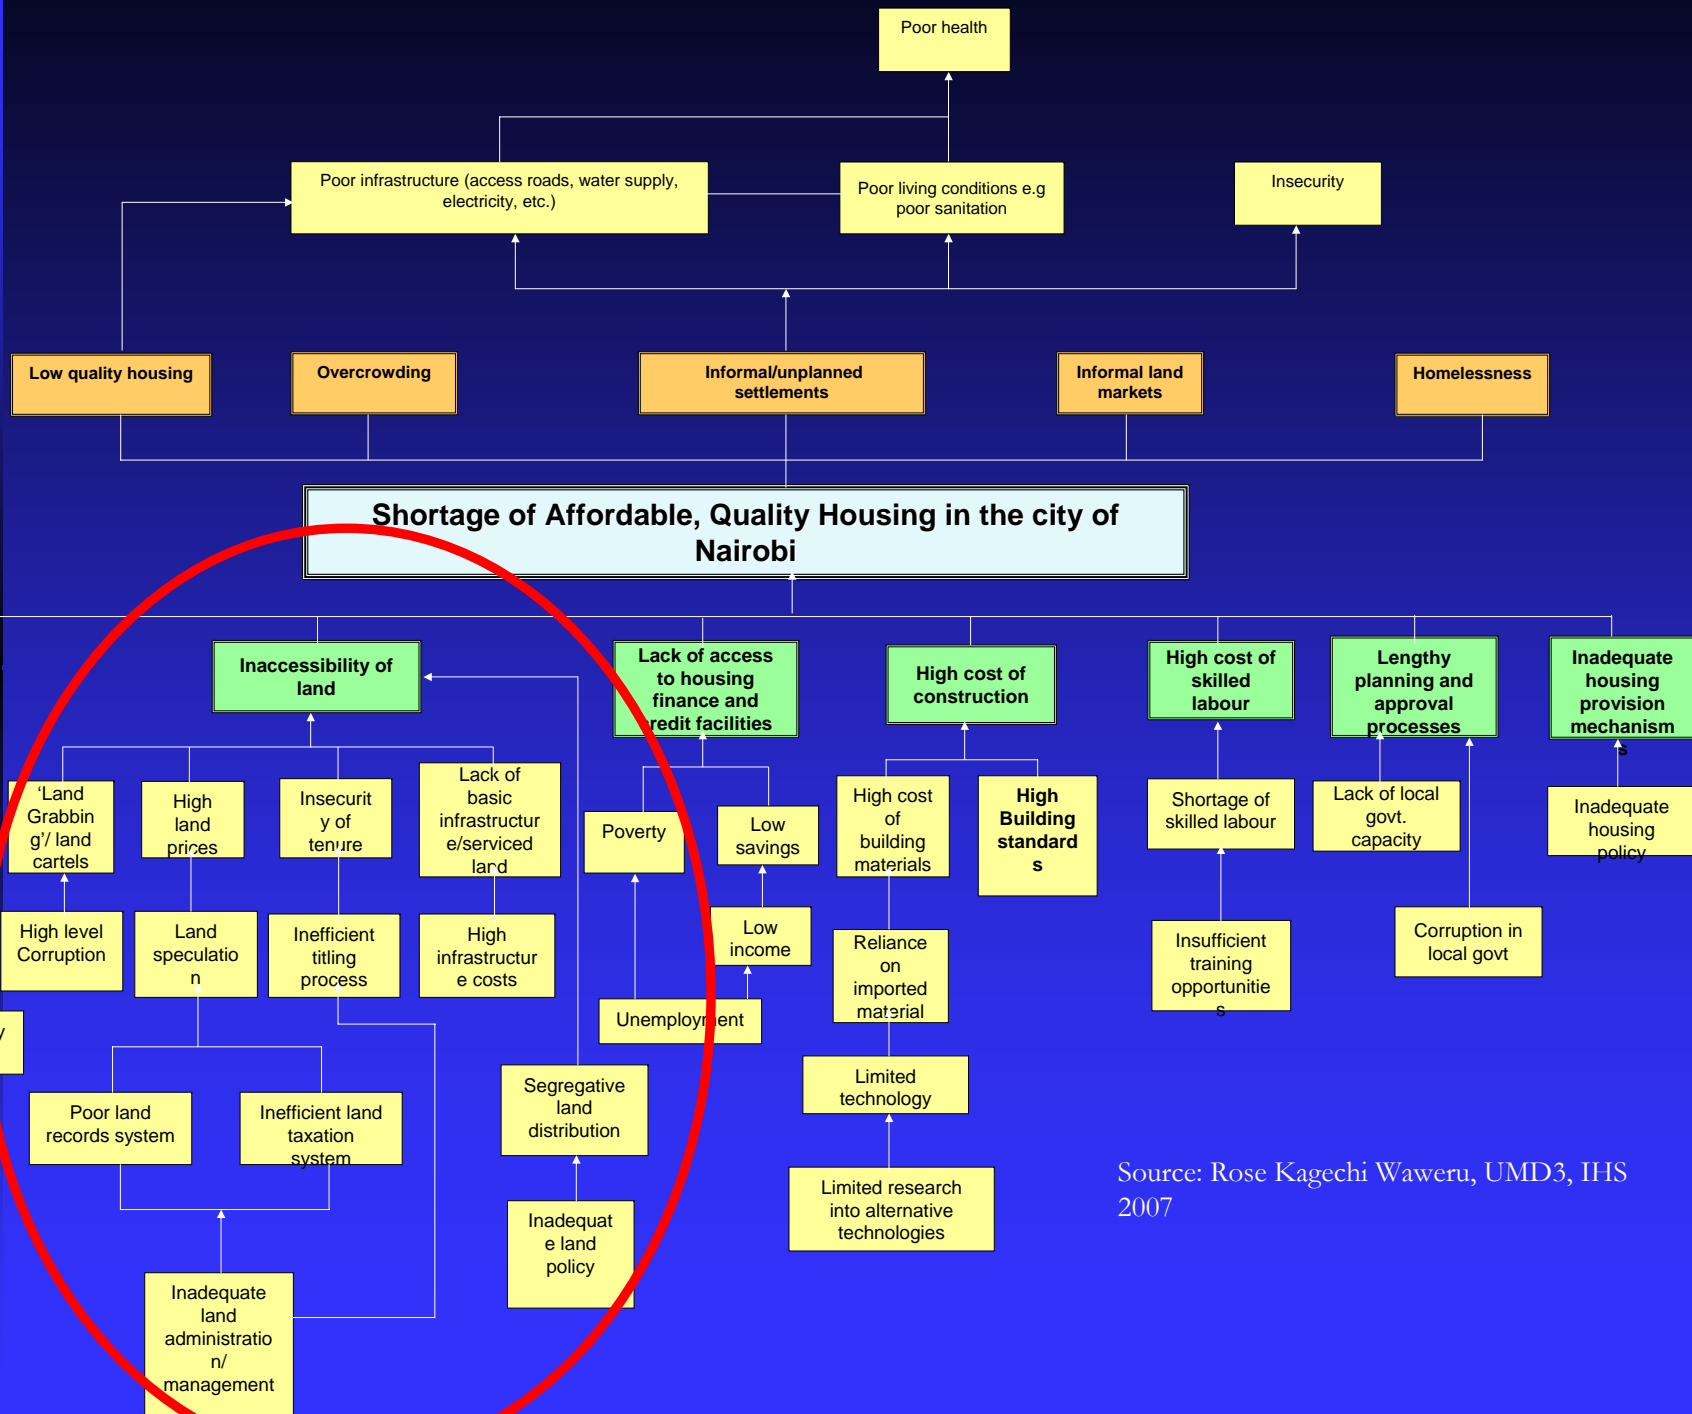 Poor health
Poor infrastructure (access roads, water supply,
electricity, etc.)
Poor living conditions e.g
poor sanitation
Insecurity
Low quality housing
Overcrowding
Informal/unplanned
settlements
Informal land
markets
Homelessness
Shortage of Affordable, Quality Housing in the city of
Nairobi
Inaccessibility of
land
Lack of access
to housing
finance and
credit facilities
High cost of
construction
High cost of
skilled
labour
Lengthy
planning and
approval
processes
Inadequate
housing
provision
mechanism
s
‘Land
Grabbin
g’/ land
cartels
High
land
prices
Insecurit
y of
tenure
Lack of
basic
infrastructur
e/serviced
land
Poverty
Low
savings
High cost
of
building
materials
High
Building
standard
s
Shortage of
skilled labour
Lack of local
govt.
capacity
Inadequate
housing
policy
High level
Corruption
Land
speculatio
n
Inefficient
titling
process
High
infrastructur
e costs
Low
income
Reliance
on
imported
material
Insufficient
training
opportunitie
s
Corruption in
local govt
Unemployment
y
Poor land
records system
Inefficient land
taxation
system
Segregative
land
distribution
Limited
technology
Limited research
into alternative
technologies
Inadequat
e land
policy
Inadequate
land
administratio
n/
management
Source: Rose Kagechi Waweru, UMD3, IHS
2007